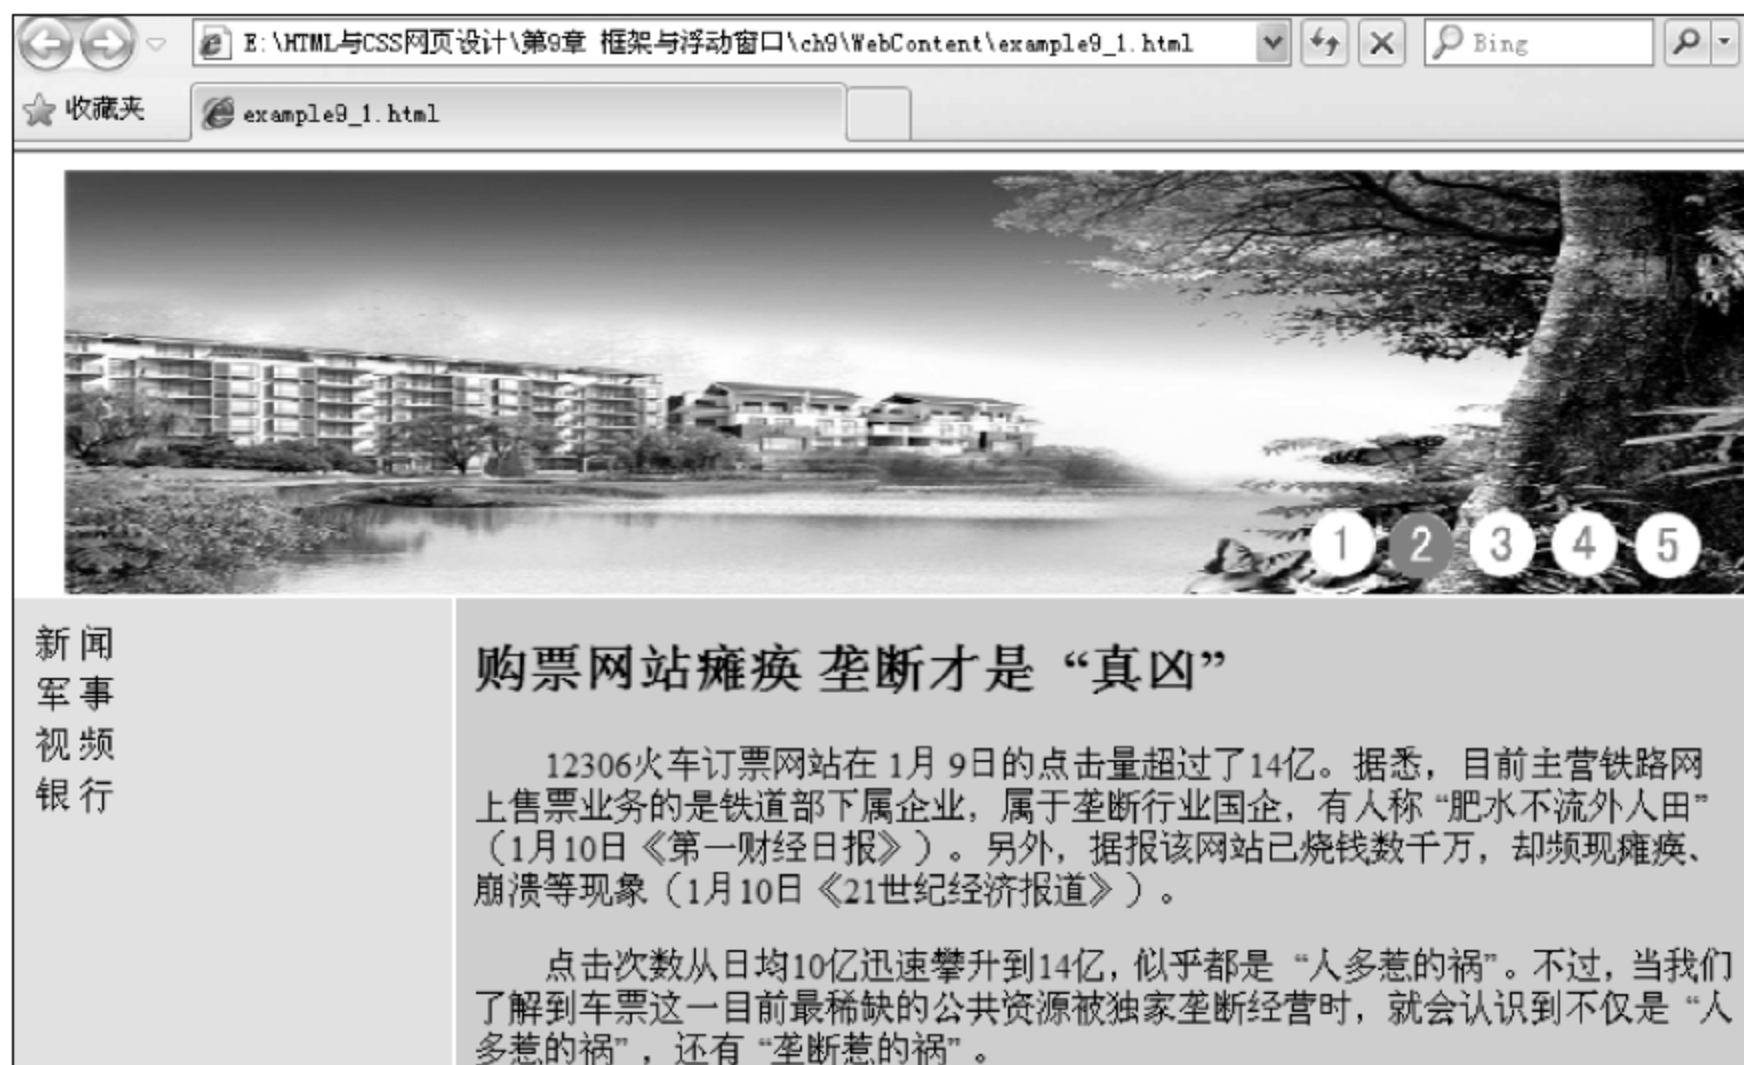 E:\HTML与CSS网页设计\第9章 框架与浮动窗口\ch9\WebContent\example9_1.html
Bing
收藏夹
example9_1.html
1 2 3 4 5
新闻
军事
视频
银行
购票网站瘫痪 垄断才是“真凶”
12306火车订票网站在 1月 9日的点击量超过了14亿。据悉，目前主营铁路网
上售票业务的是铁道部下属企业，属于垄断行业国企，有人称“肥水不流外人田”
（1月10日《第一财经日报》）。另外，据报该网站已烧钱数千万，却频现瘫痪、
崩溃等现象（1月10日《21世纪经济报道》）。
点击次数从日均10亿迅速攀升到14亿，似乎都是“人多惹的祸”。不过，当我们
了解到车票这一目前最稀缺的公共资源被独家垄断经营时，就会认识到不仅是“人
多惹的祸”，还有“垄断惹的祸”。